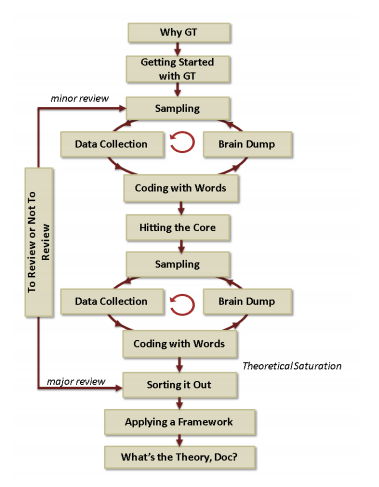 Why GT
Getting Started
with GT
minor review
Sampling
Data Collection
Brain Dump
Coding with Words
To Review or Not To
Review
Hitting the Core
Sampling
Data Collection
Brain Dump
Coding with Words
Theoretical Saturation
major review
Sorting it Out
Applying a Framework
What's the Theory, Doc?